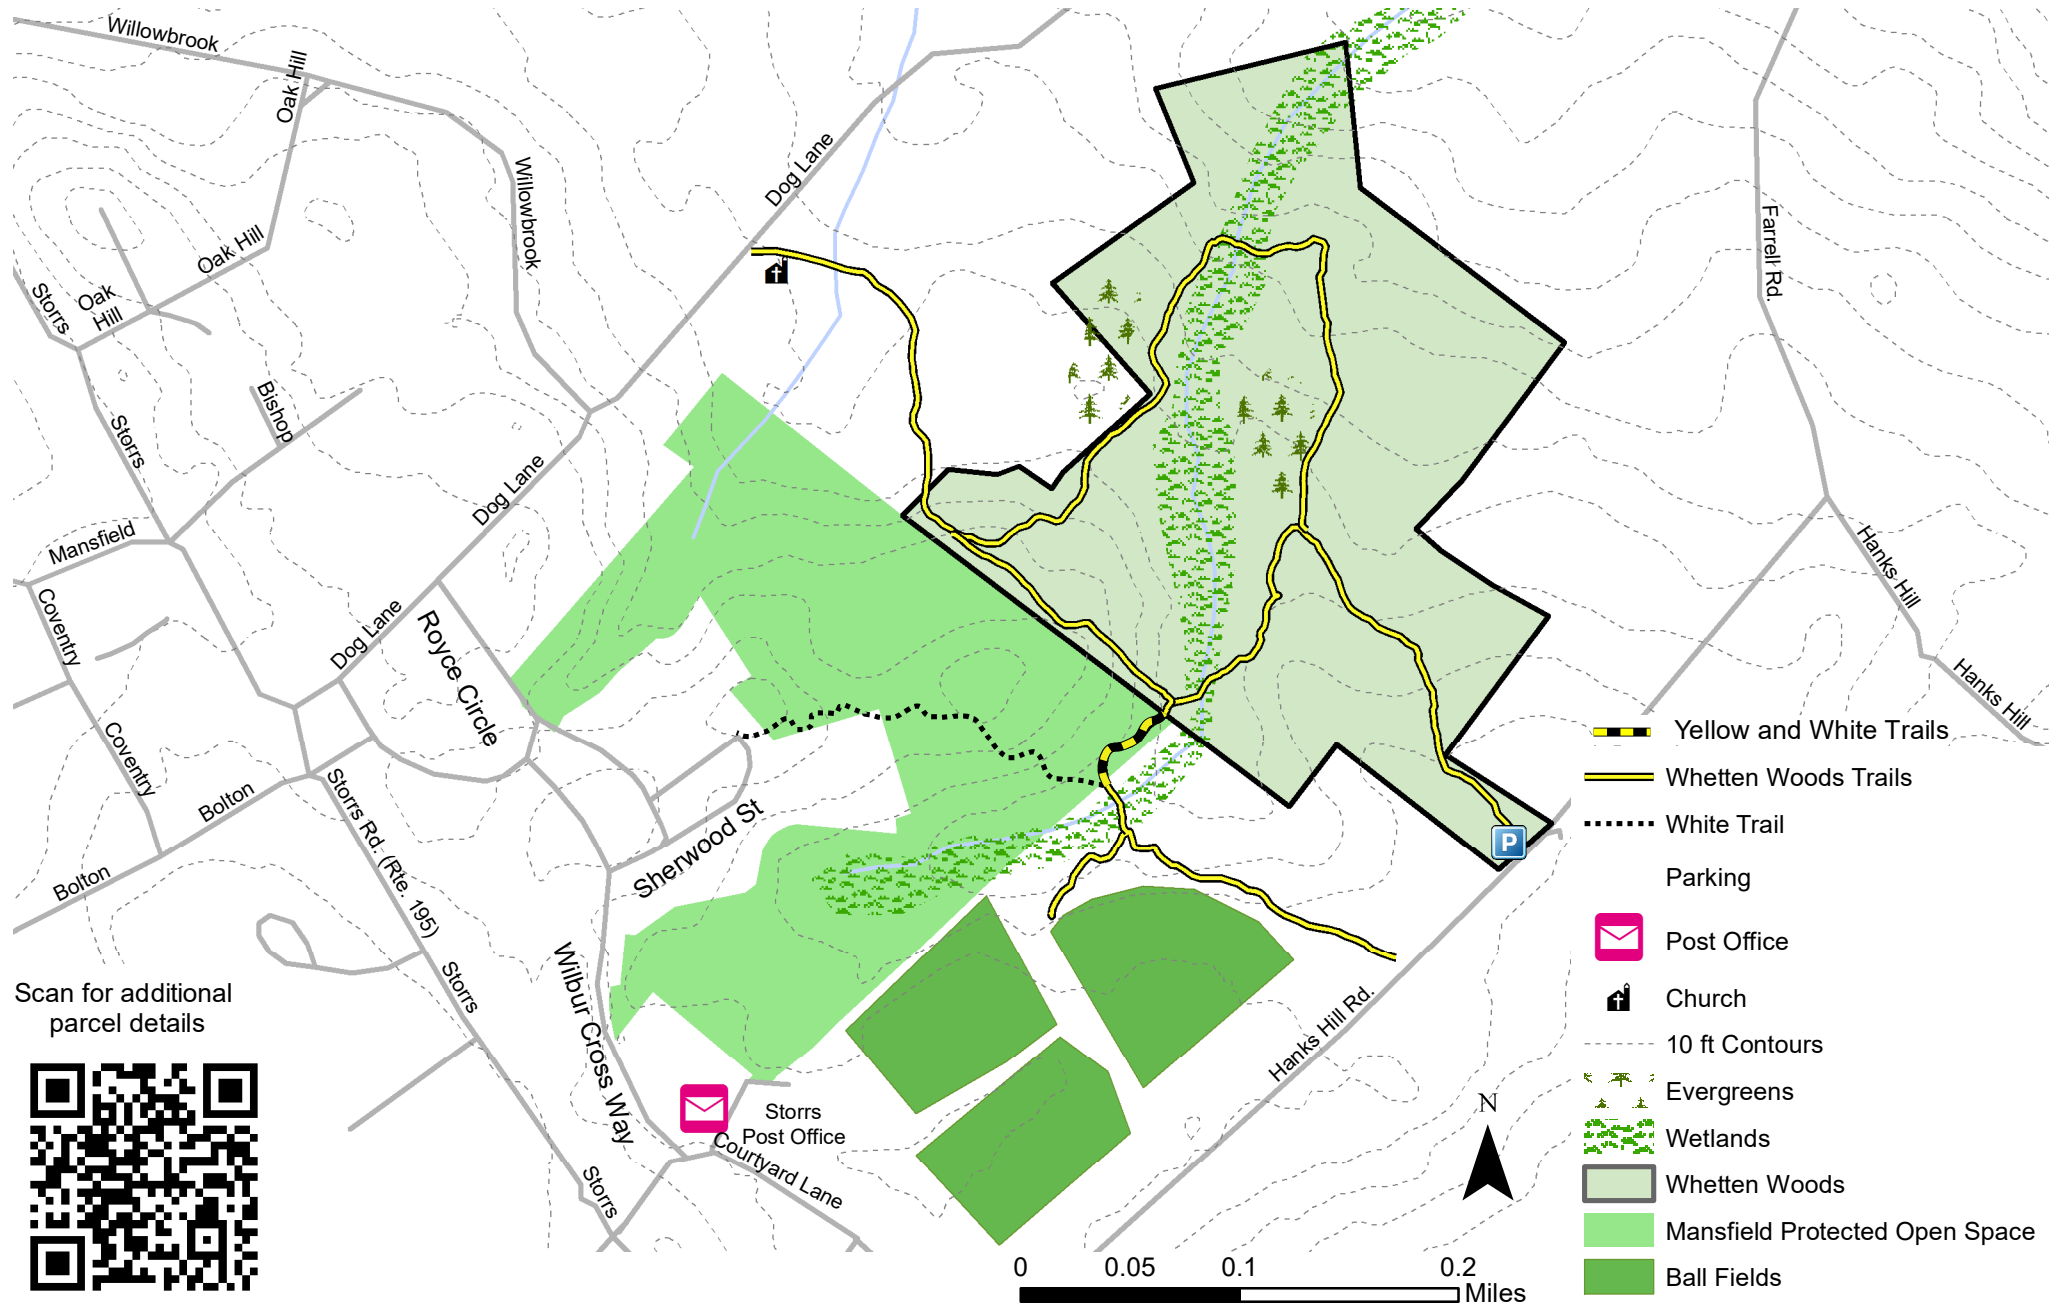 Willowbrook
Oak Hill
Willowbrook
Dog Lane
Oak Hill
Storrs
Oak
Hill
Farrell Rd.
Bishop
Storrs
Dog Lane
Mansfield
Coventry
Dog Lane
Royce Circle
Hanks Hill
Hanks Hill
Coventry
Bolton
Bolton
Storrs Rd. (Rte. 195)
Sherwood St
Storrs
Wilbur Cross Way
Hanks Hill Rd.
Storrs
Post Office
Courtyard Lane
Storrs
Scan for additional
parcel details
P
N
0 0.05 0.1 0.2
Miles
Yellow and White Trails
Whetten Woods Trails
White Trail
Parking
Post Office
Church
10 ft Contours
Evergreens
Wetlands
Whetten Woods
Mansfield Protected Open Space
Ball Fields